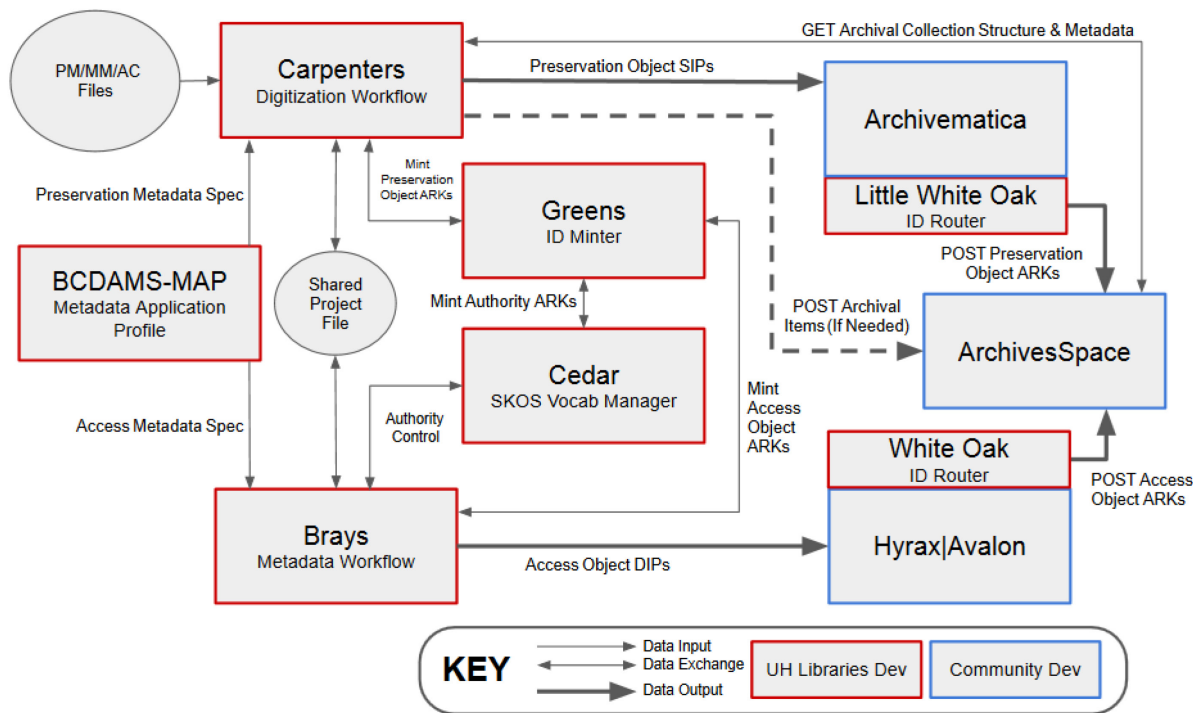 PM/MM/AC
Files
Carpenters
Digitization Workflow
GET Archival Collection Structure & Metadata
Preservation Object SIPs
Archivematica
Little White Oak
ID Router
Mint
Preservation
Object ARKs
Preservation Metadata Spec
Greens
ID Minter
POST Preservation
Object ARKs
BCDAMS-MAP
Metadata Application
Profile
Shared
Project
File
Mint Authority ARKs
POST Archival
Items (If Needed)
ArchivesSpace
Cedar
SKOS Vocab Manager
Mint
Access
Object
ARKs
Access Metadata Spec
Authority
Control
White Oak
ID Router
POST Access
Object ARKs
Brays
Metadata Workflow
Access Object DIPs
Hyrax|Avalon
KEY
Data Input
Data Exchange
Data Output
UH Libraries Dev
Community Dev